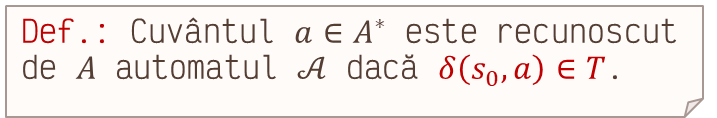 Def.: Cuvântul 𝑎 ∈ 𝐴* este recunoscut
de 𝐴 automatul 𝒜 dacă 𝛿(𝑠₀, 𝑎) ∈ 𝑇.